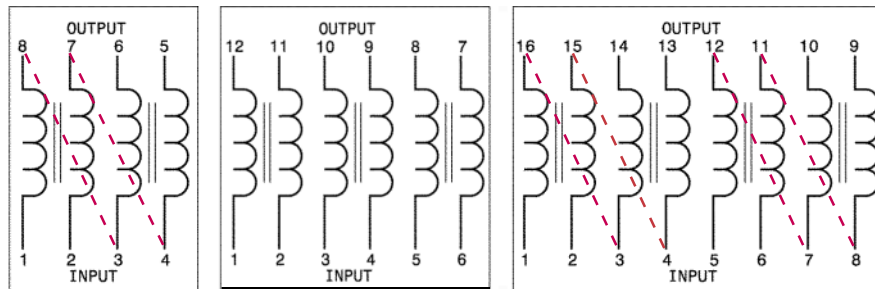 OUTPUT
8 7 6 5
1 2 3 4
INPUT
OUTPUT
12 11 10 9 8 7
1 2 3 4 5 6
INPUT
OUTPUT
16 15 14 13 12 11 10 9
1 2 3 4 5 6 7 8
INPUT